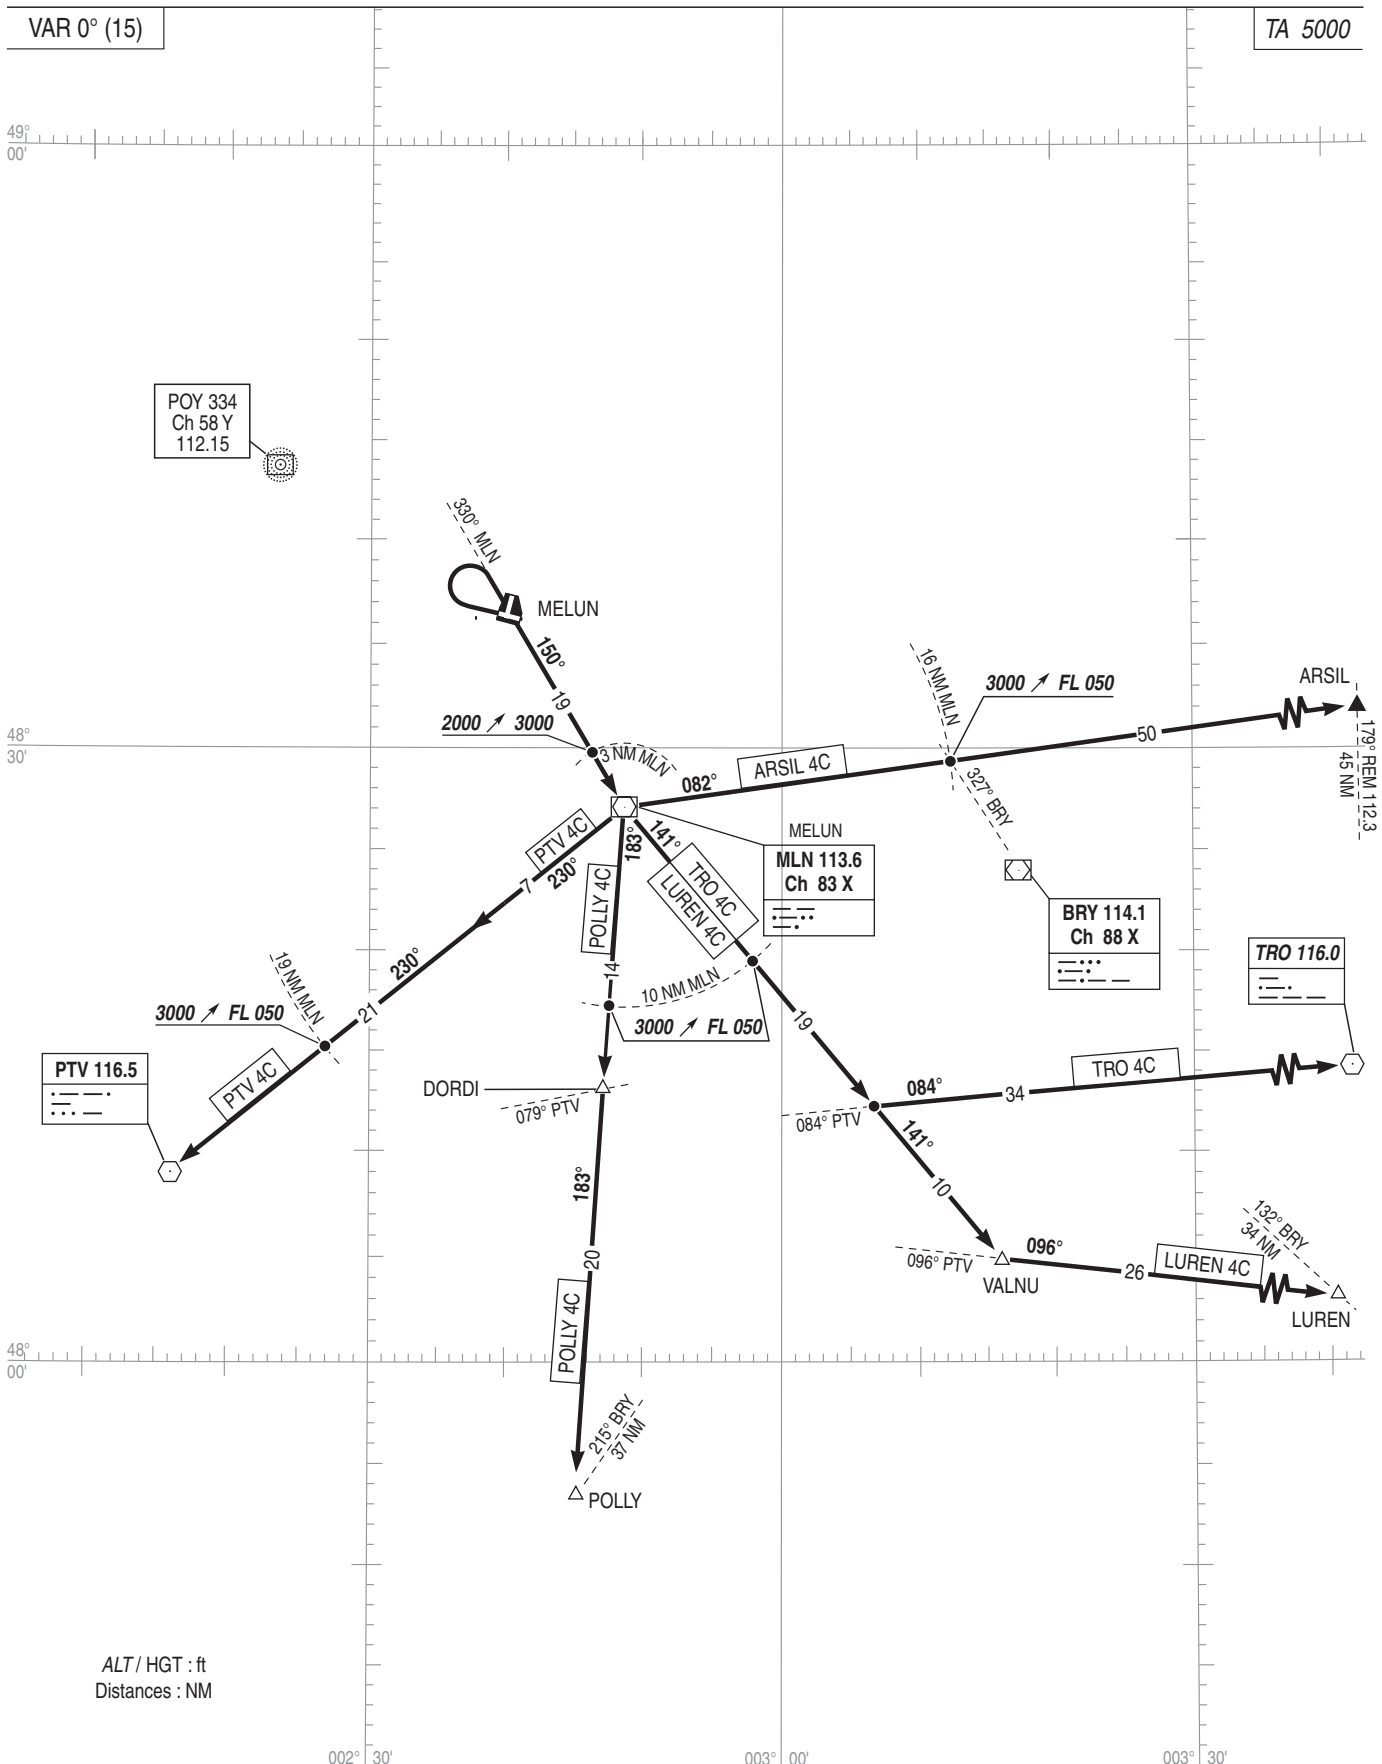 VAR 0° (15)
TA 5000
49°
00'
POY 334
Ch 58 Y
112.15
330° MLN
MELUN
150°
19
2000 ➚ 3000
3 NM MLN
16 NM MLN
3000 ➚ FL 050
ARSIL
50
179° REM 112.3
45 NM
48°
30'
082°
ARSIL 4C
327° BRY
PTV 4C
230°
7
183°
141°
POLLY 4C
TRO 4C
LUREN 4C
MELUN
MLN 113.6
Ch 83 X
BRY 114.1
Ch 88 X
TRO 116.0
230°
19 NM MLN
21
3000 ➚ FL 050
14
10 NM MLN
3000 ➚ FL 050
19
PTV 116.5
PTV 4C
DORDI
079° PTV
084° PTV
084°
34
TRO 4C
141°
10
183°
20
096° PTV
096°
VALNU
26
LUREN 4C
132° BRY
34 NM
LUREN
48°
00'
POLLY 4C
215° BRY
37 NM
POLLY
ALT / HGT : ft
Distances : NM
002° 30'
003° 00'
003° 30'